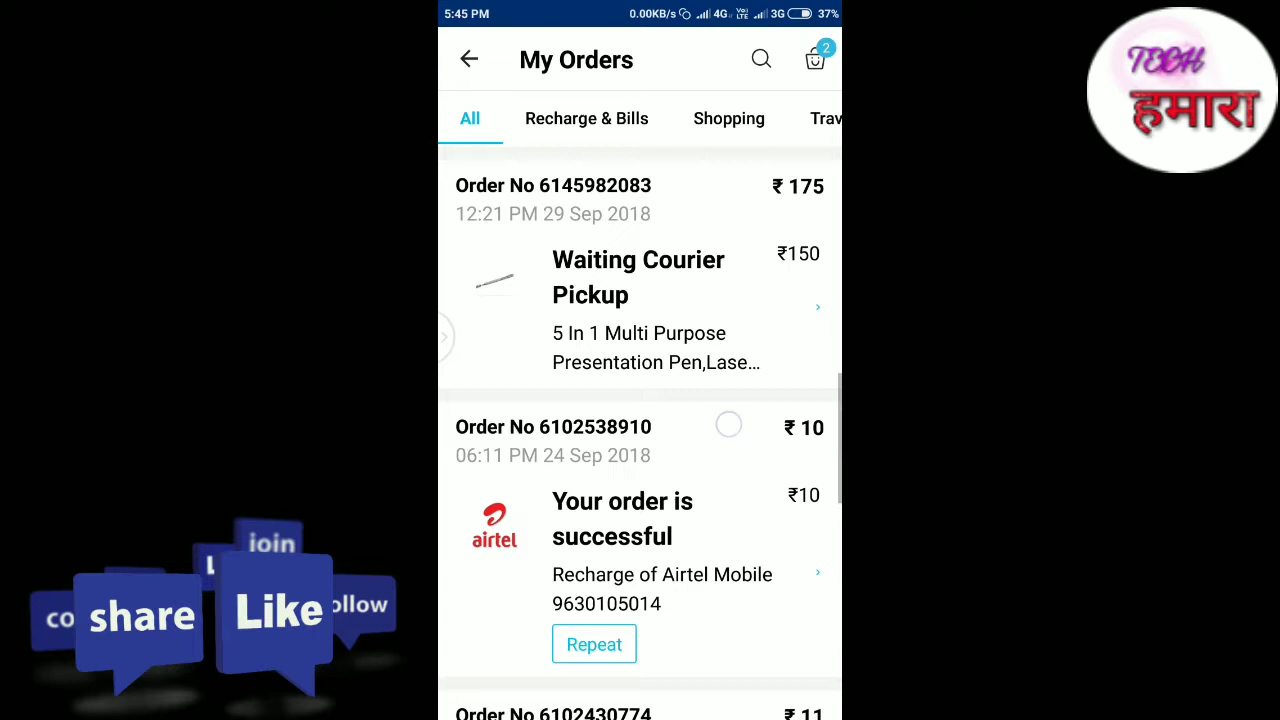 5:45 PM 0.00KB/s 4G VoLTE 3G 37%
TECH
हमारा
My Orders 2
All Recharge & Bills Shopping Trav
Order No 6145982083 ₹ 175
12:21 PM 29 Sep 2018
Waiting Courier ₹150
Pickup
5 In 1 Multi Purpose
Presentation Pen,Lase...
Order No 6102538910 ₹ 10
06:11 PM 24 Sep 2018
Your order is ₹10
successful
airtel
Recharge of Airtel Mobile
9630105014
Repeat
Order No 6102430774 ₹ 11
join
L
co share Like ollow